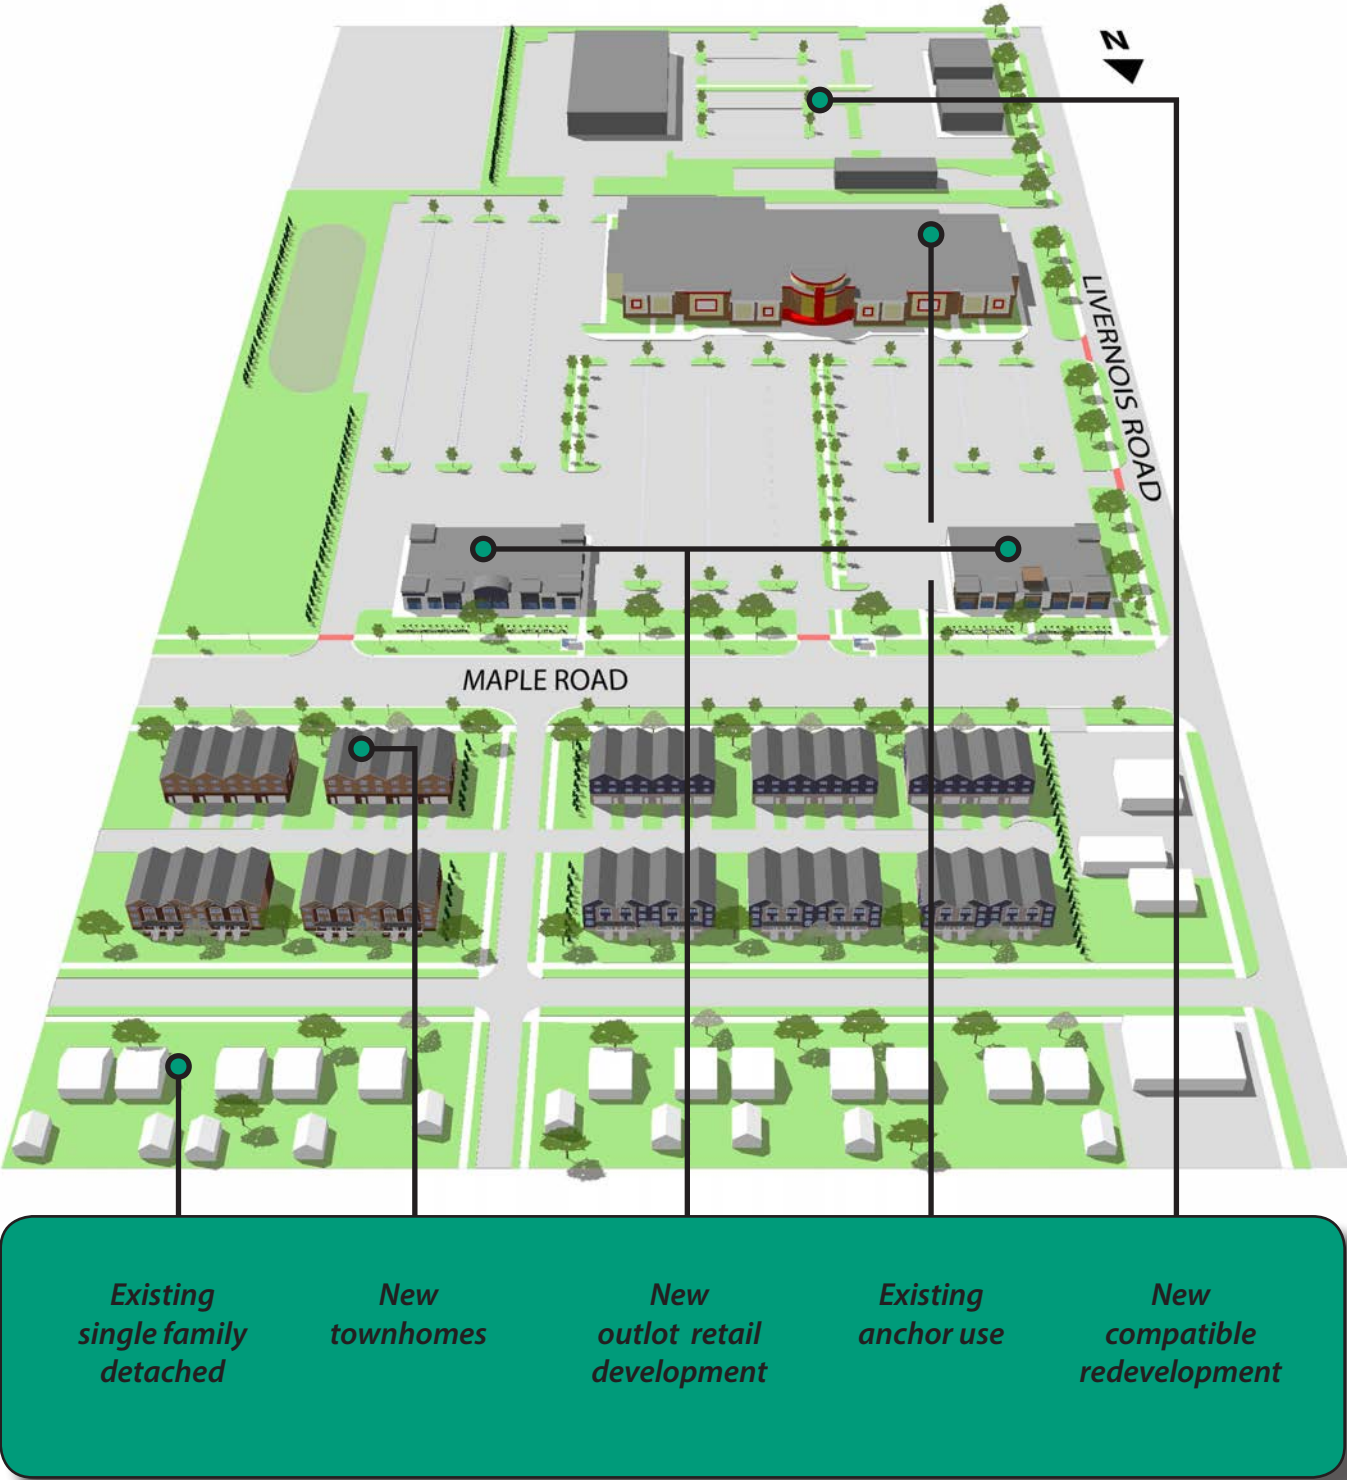 N
LIVERNOIS ROAD
MAPLE ROAD
Existing
single family
detached
New
townhomes
New
outlot retail
development
Existing
anchor use
New
compatible
redevelopment